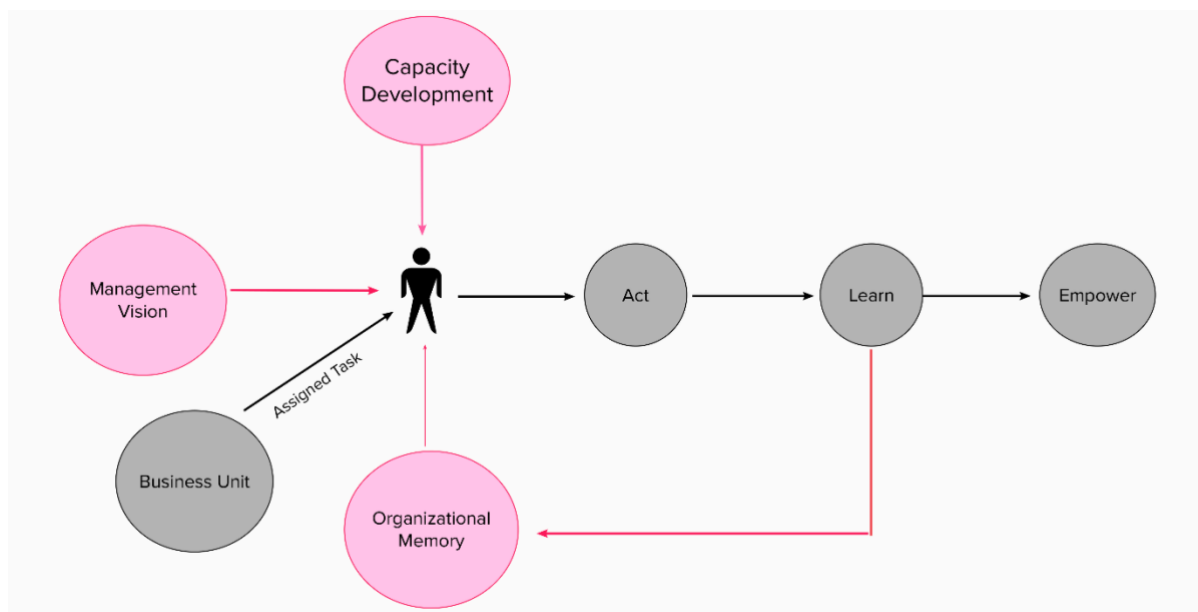 Capacity
Development
Management
Vision
Act
Learn
Empower
Assigned Task
Business Unit
Organizational
Memory